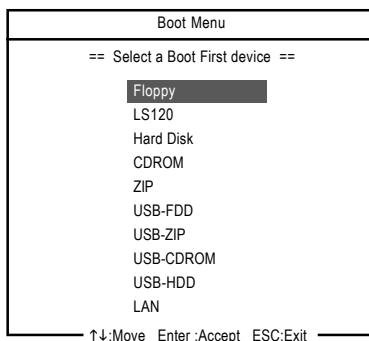 Boot Menu
== Select a Boot First device ==
Floppy
LS120
Hard Disk
CDROM
ZIP
USB-FDD
USB-ZIP
USB-CDROM
USB-HDD
LAN
↑↓:Move Enter :Accept ESC:Exit